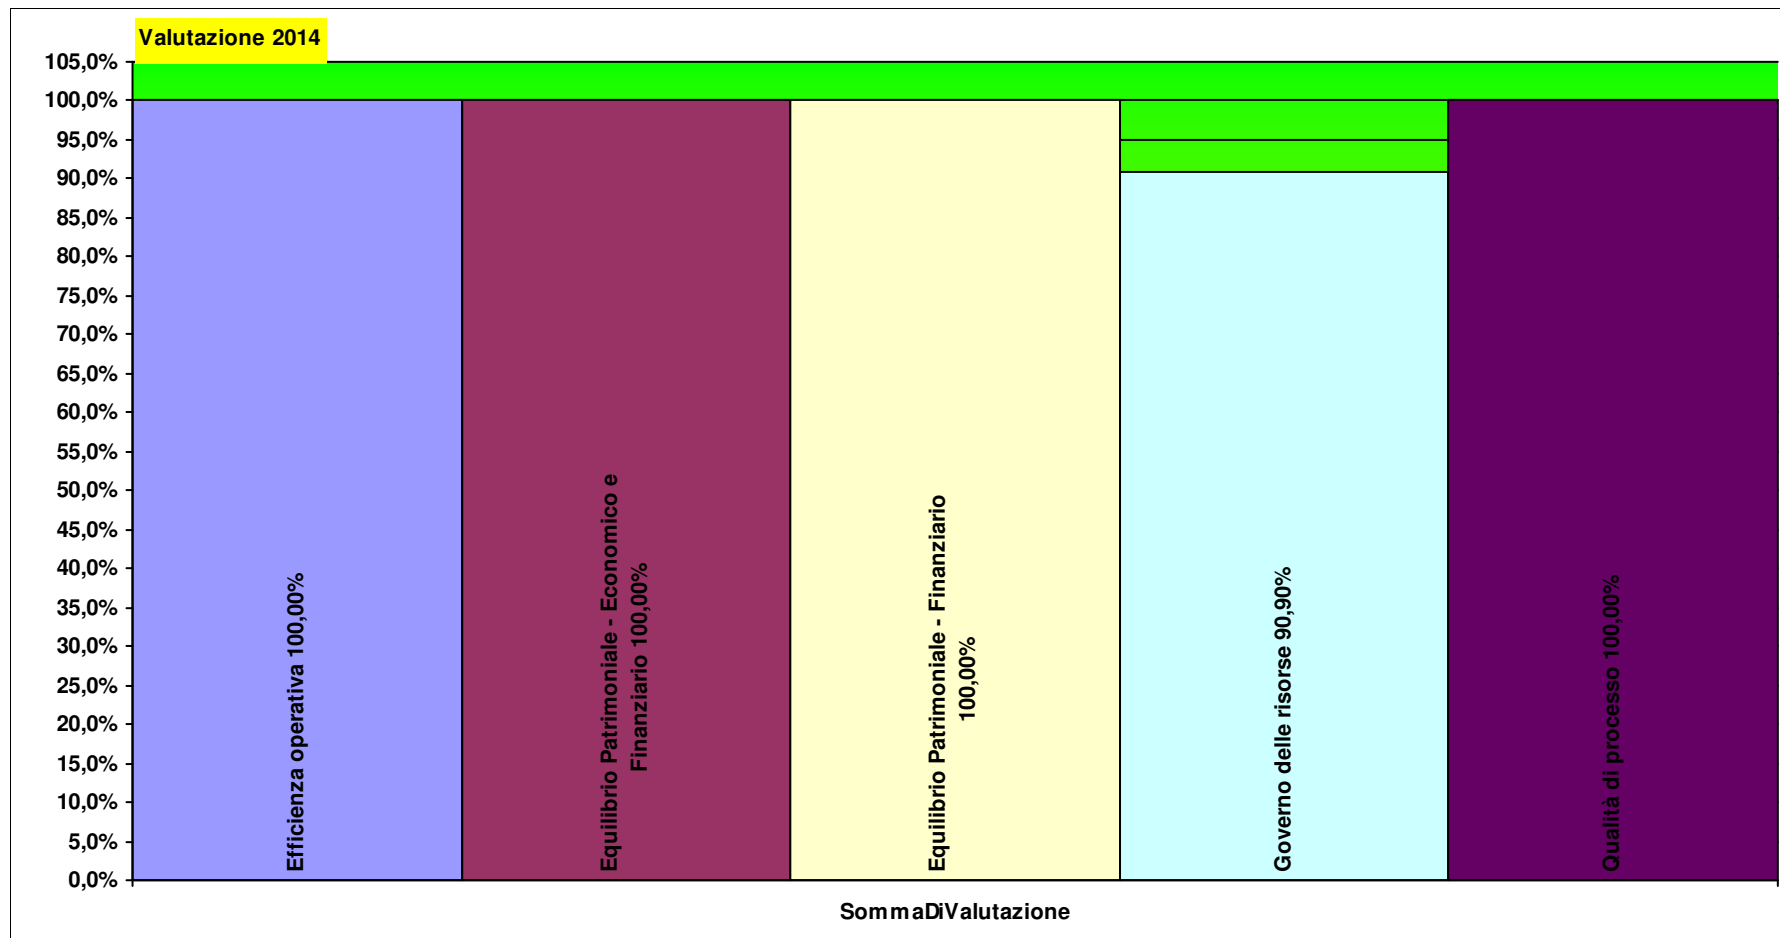 Valutazione 2014
105,0%
100,0%
95,0%
90,0%
85,0%
80,0%
75,0%
70,0%
65,0%
60,0%
55,0%
50,0%
45,0%
40,0%
35,0%
30,0%
25,0%
20,0%
15,0%
10,0%
5,0%
0,0%
Efficienza operativa 100,00%
Equilibrio Patrimoniale - Economico e
Finanziario 100,00%
Equilibrio Patrimoniale - Finanziario
100,00%
Governo delle risorse 90,90%
Qualità di processo 100,00%
SommaDiValutazione